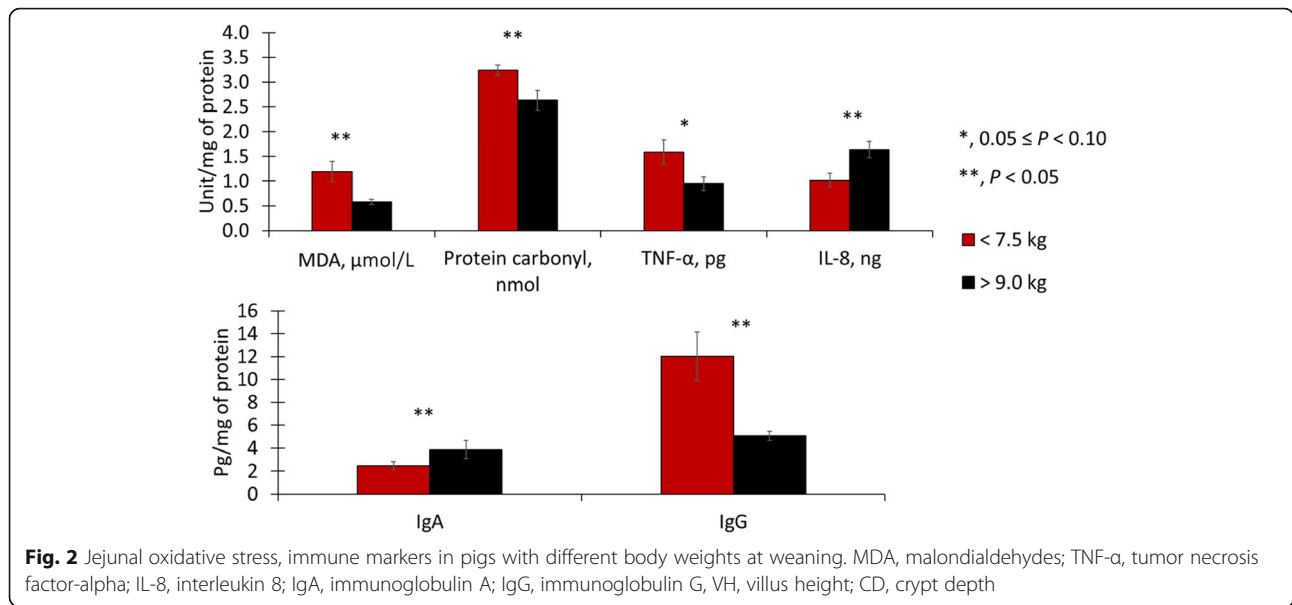 4.0
3.5
3.0
2.5
2.0
1.5
1.0
0.5
0.0
Unit/mg of protein
**
**
*
**
MDA, μmol/L
Protein carbonyl,
nmol
TNF-α, pg
IL-8, ng
*, 0.05 ≤ P < 0.10
**, P < 0.05
< 7.5 kg
> 9.0 kg
16
14
12
10
8
6
4
2
0
Pg/mg of protein
**
**
IgA
IgG
Fig. 2 Jejunal oxidative stress, immune markers in pigs with different body weights at weaning. MDA, malondialdehydes; TNF-α, tumor necrosis
factor-alpha; IL-8, interleukin 8; IgA, immunoglobulin A; IgG, immunoglobulin G, VH, villus height; CD, crypt depth